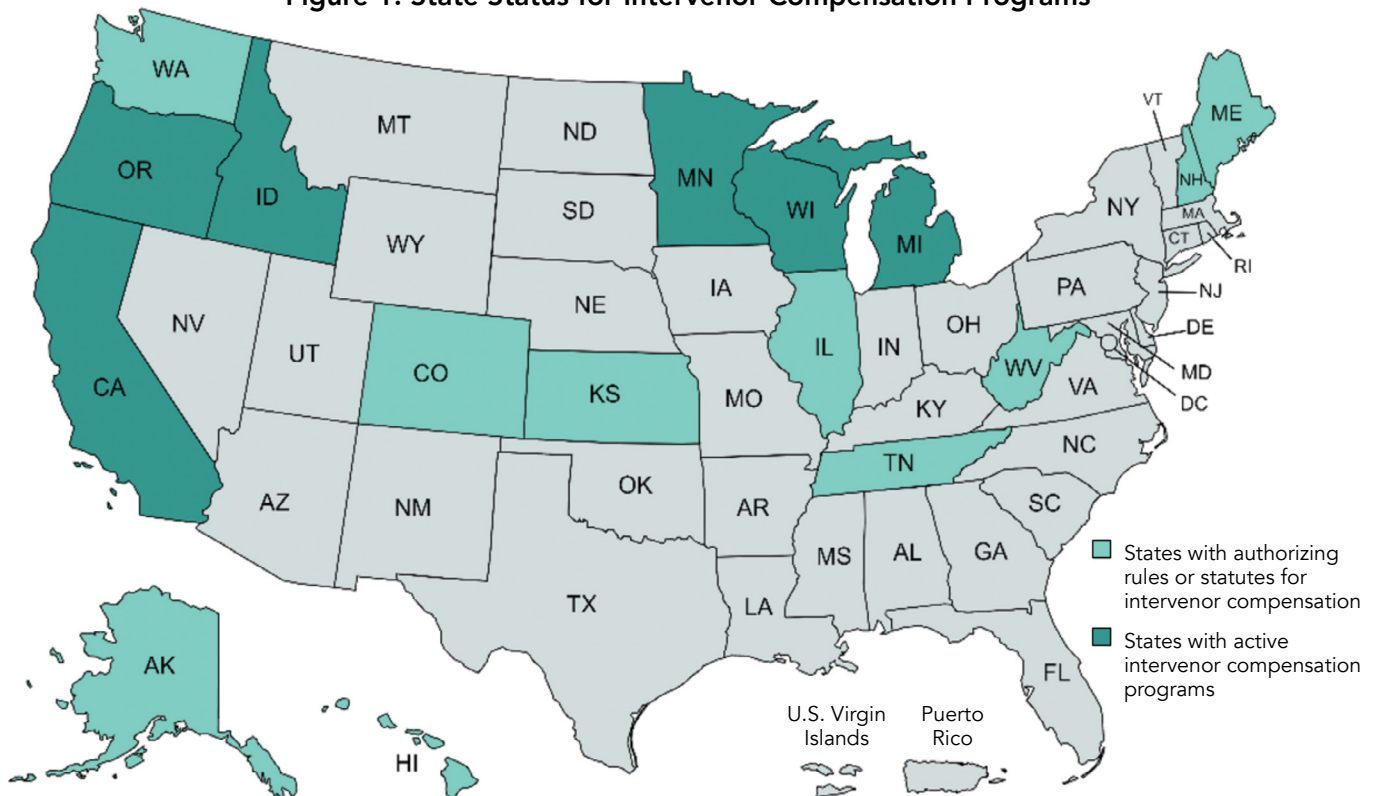 Figure 1: State Status for Intervenor Compensation Programs
WA
MT
ND
MN
VT
ME
OR
ID
SD
WI
MI
NY
NH
MA
CT
RI
WY
IA
PA
NJ
NE
NV
UT
CO
KS
IL
IN
OH
DE
WV
MD
DC
CA
MO
KY
VA
NC
TN
AZ
NM
OK
AR
SC
MS
AL
GA
TX
LA
FL
States with authorizing
rules or statutes for
intervenor compensation
States with active
intervenor compensation
programs
AK
HI
U.S. Virgin
Islands
Puerto
Rico